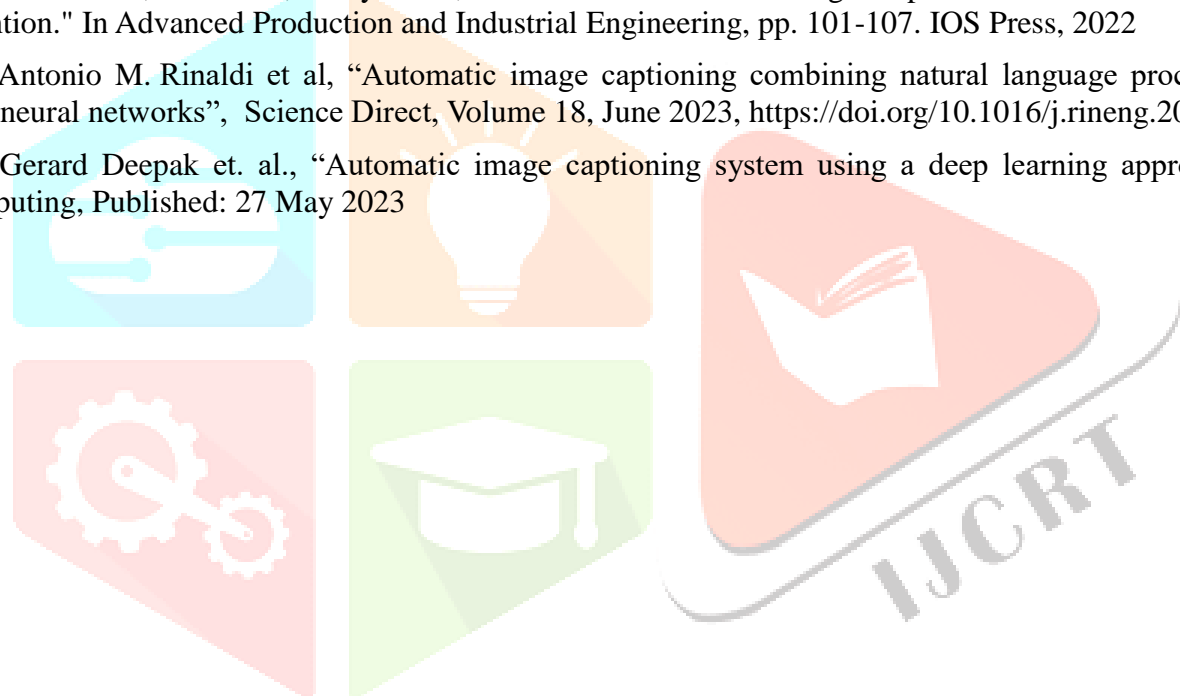 ntion." In Advanced Production and Industrial Engineering, pp. 101-107. IOS Press, 2022
Antonio M. Rinaldi et al, “Automatic image captioning combining natural language proc
neural networks”, Science Direct, Volume 18, June 2023, https://doi.org/10.1016/j.rineng.20
Gerard Deepak et. al., “Automatic image captioning system using a deep learning appro
puting, Published: 27 May 2023
IJCRT